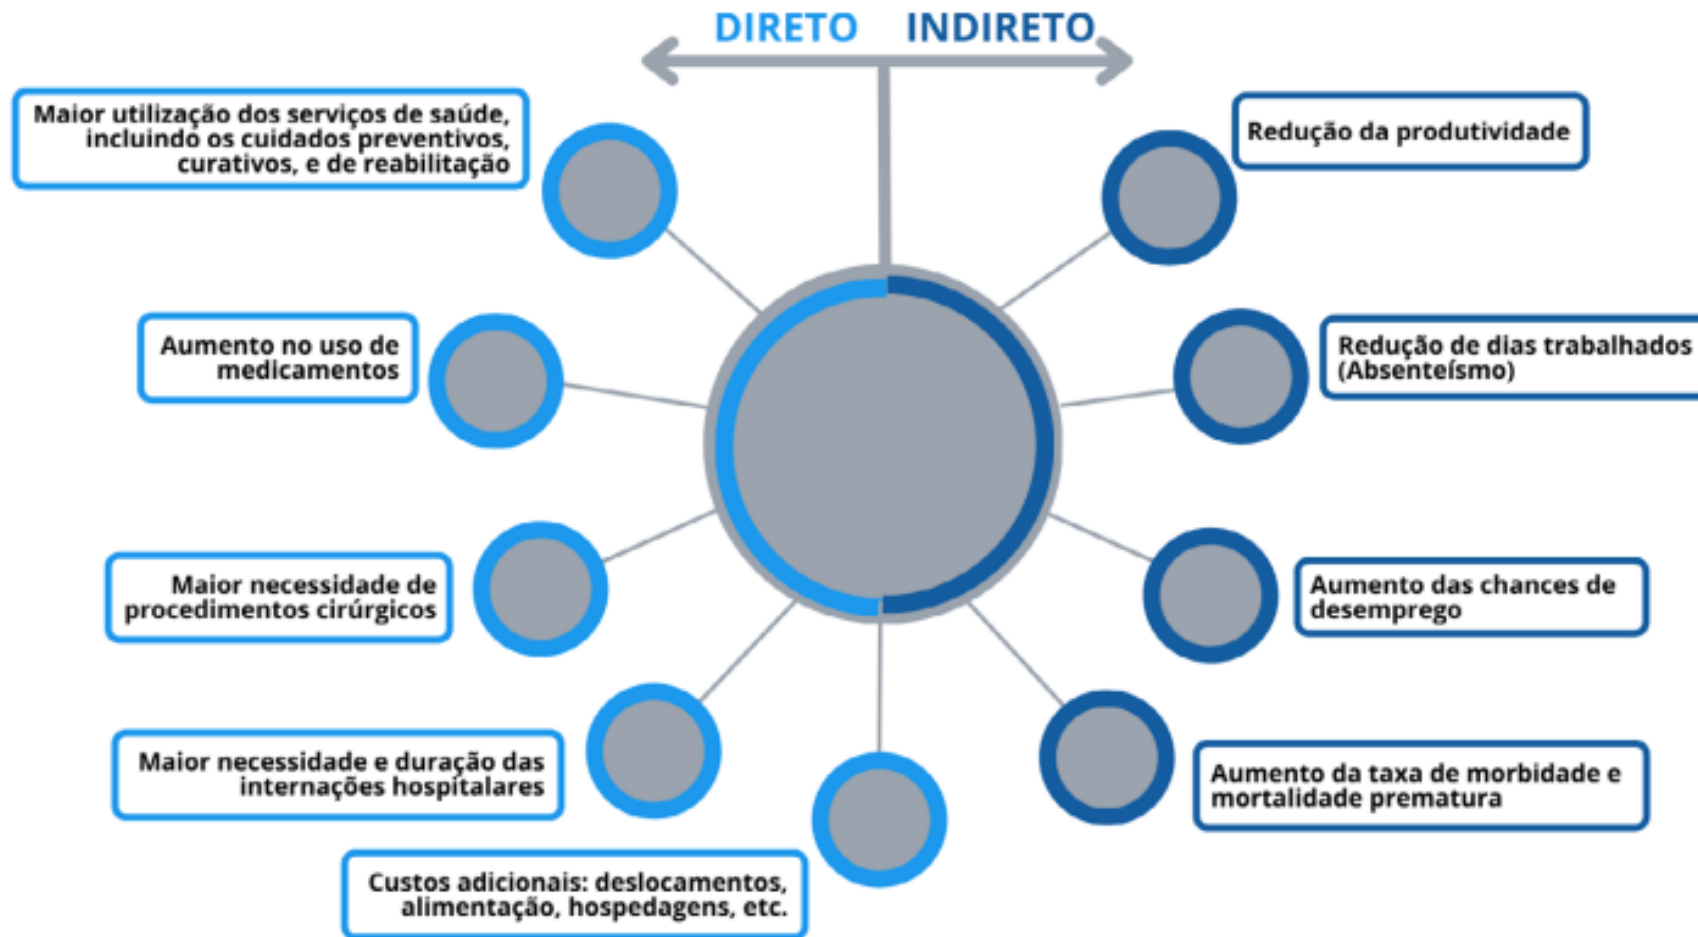 DIRETO INDIRETO
Maior utilização dos serviços de saúde,
incluindo os cuidados preventivos,
curativos, e de reabilitação
Aumento no uso de
medicamentos
Maior necessidade de
procedimentos cirúrgicos
Maior necessidade e duração das
internações hospitalares
Custos adicionais: deslocamentos,
alimentação, hospedagens, etc.
Redução da produtividade
Redução de dias trabalhados
(Absenteísmo)
Aumento das chances de
desemprego
Aumento da taxa de morbidade e
mortalidade prematura